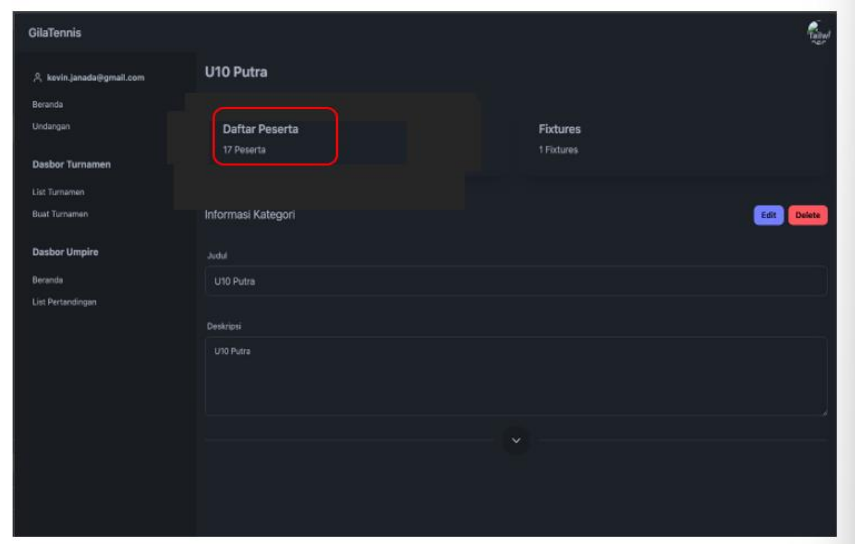 GilaTennis
kevin.janada@gmail.com
Beranda
Undangan
Dasbor Turnamen
List Turnamen
Buat Turnamen
Dasbor Umpire
Beranda
List Pertandingan
U10 Putra
Daftar Peserta
17 Peserta
Fixtures
1 Fixtures
Informasi Kategori
Edit
Delete
Judul
U10 Putra
Deskripsi
U10 Putra